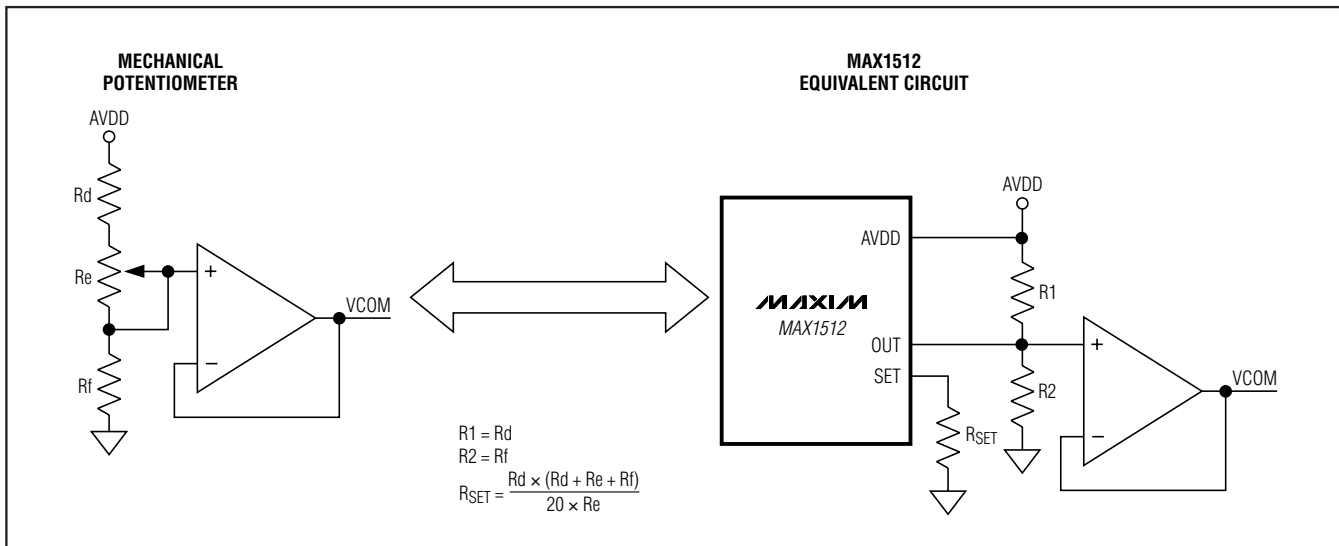 MECHANICAL
POTENTIOMETER
AVDD
Rd
Re
Rf
+
−
VCOM
R1 = Rd
R2 = Rf
RSET = Rd × (Rd + Re + Rf)
20 × Re
MAX1512
EQUIVALENT CIRCUIT
AVDD
AVDD
MAXIM
MAX1512
OUT
SET
R1
R2
RSET
+
−
VCOM